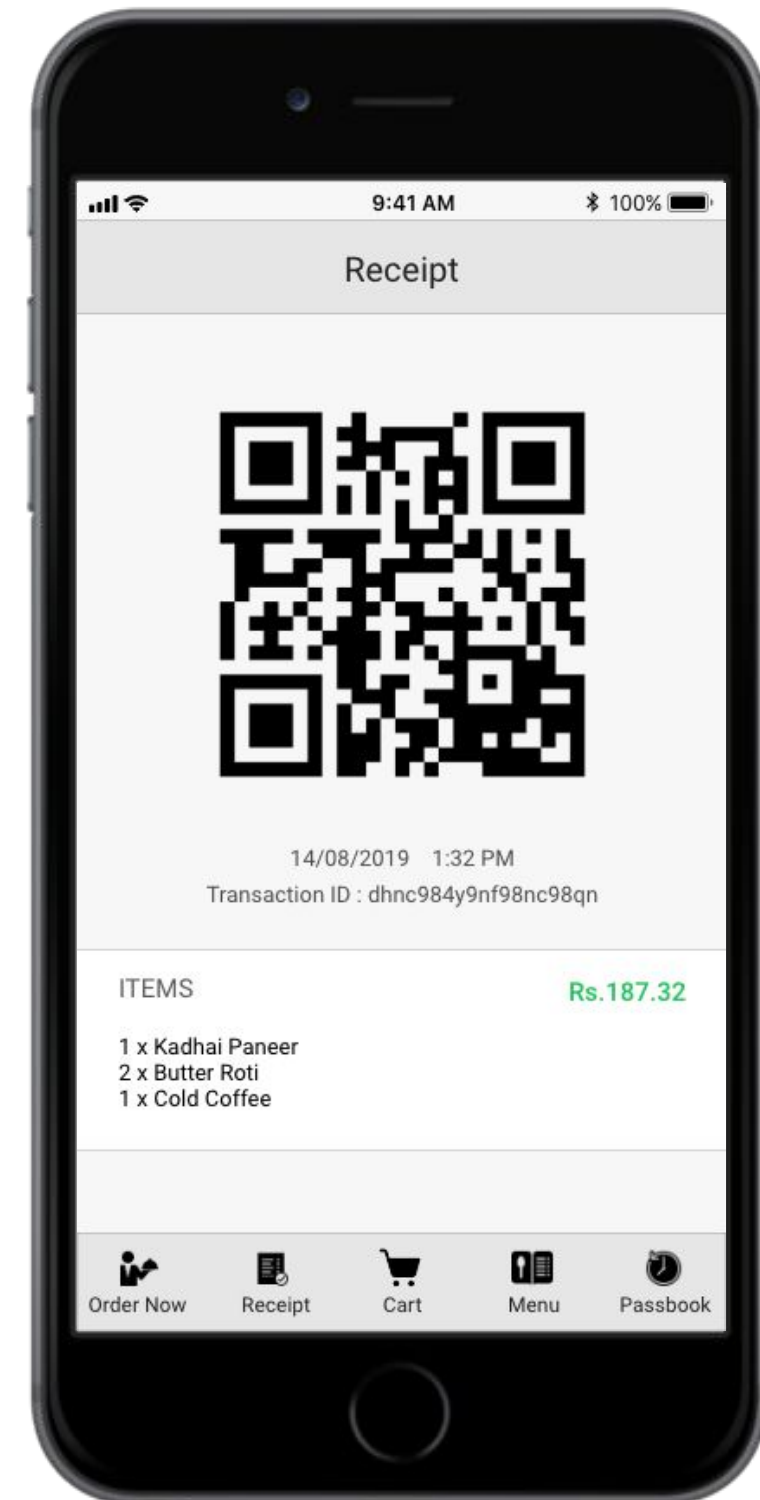 9:41 AM 100%
Receipt
14/08/2019 1:32 PM
Transaction ID : dhnc984y9nf98nc98qn
ITEMS Rs.187.32
1 x Kadhai Paneer
2 x Butter Roti
1 x Cold Coffee
Order Now Receipt Cart Menu Passbook